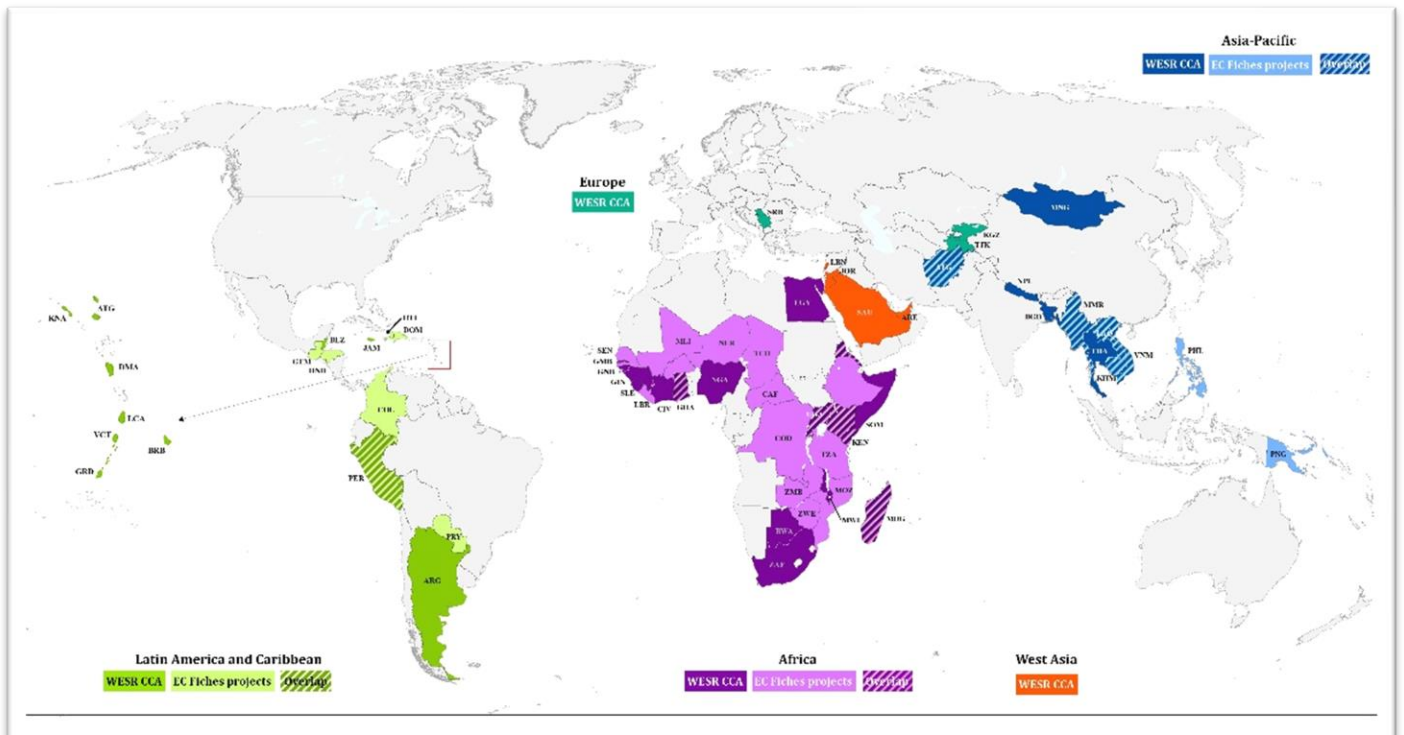 Asia-Pacific
WESR CCA EC Fiches projects Overlap
Europe
WESR CCA
SRB
MNG
KGZ
TJK
AFG
LBN
JOR
SAU
ARE
EGY
NPL
BGD
MMR
THA
VNM
KHM
PHL
PNG
KNA
ATG
DMA
LCA
VCT
BRB
GRD
HTI
DOM
JAM
BLZ
GTM
HND
COL
PER
PRY
ARG
MLI
NER
TCD
SEN
GMB
GNB
GIN
SLE
LBR
CIV
GHA
NGA
CAF
COD
SOM
KEN
TZA
ZMB
MOZ
MWI
ZWE
MDG
BWA
ZAF
Latin America and Caribbean
WESR CCA EC Fiches projects Overlap
Africa
WESR CCA EC Fiches projects Overlap
West Asia
WESR CCA